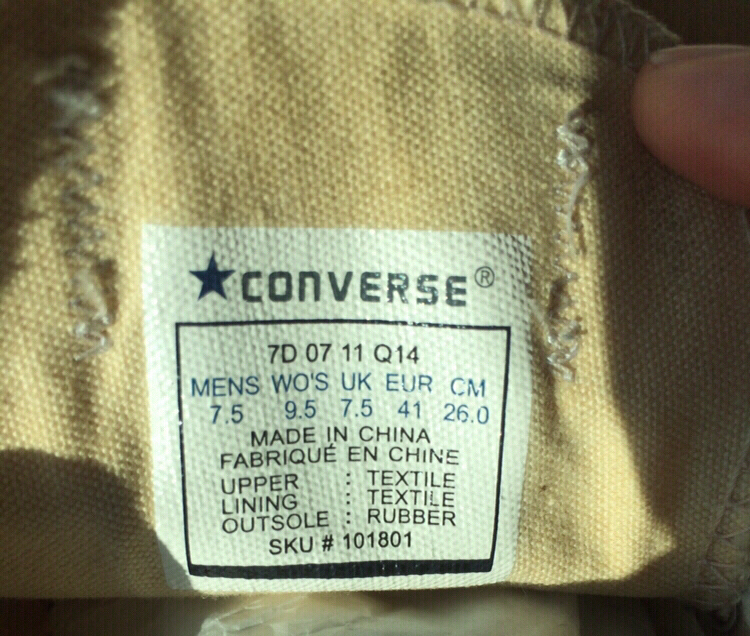 ★CONVERSE®
7D 07 11 Q14
MENS WO'S UK EUR CM
7.5 9.5 7.5 41 26.0
MADE IN CHINA
FABRIQUÉ EN CHINE
UPPER : TEXTILE
LINING : TEXTILE
OUTSOLE : RUBBER
SKU # 101801